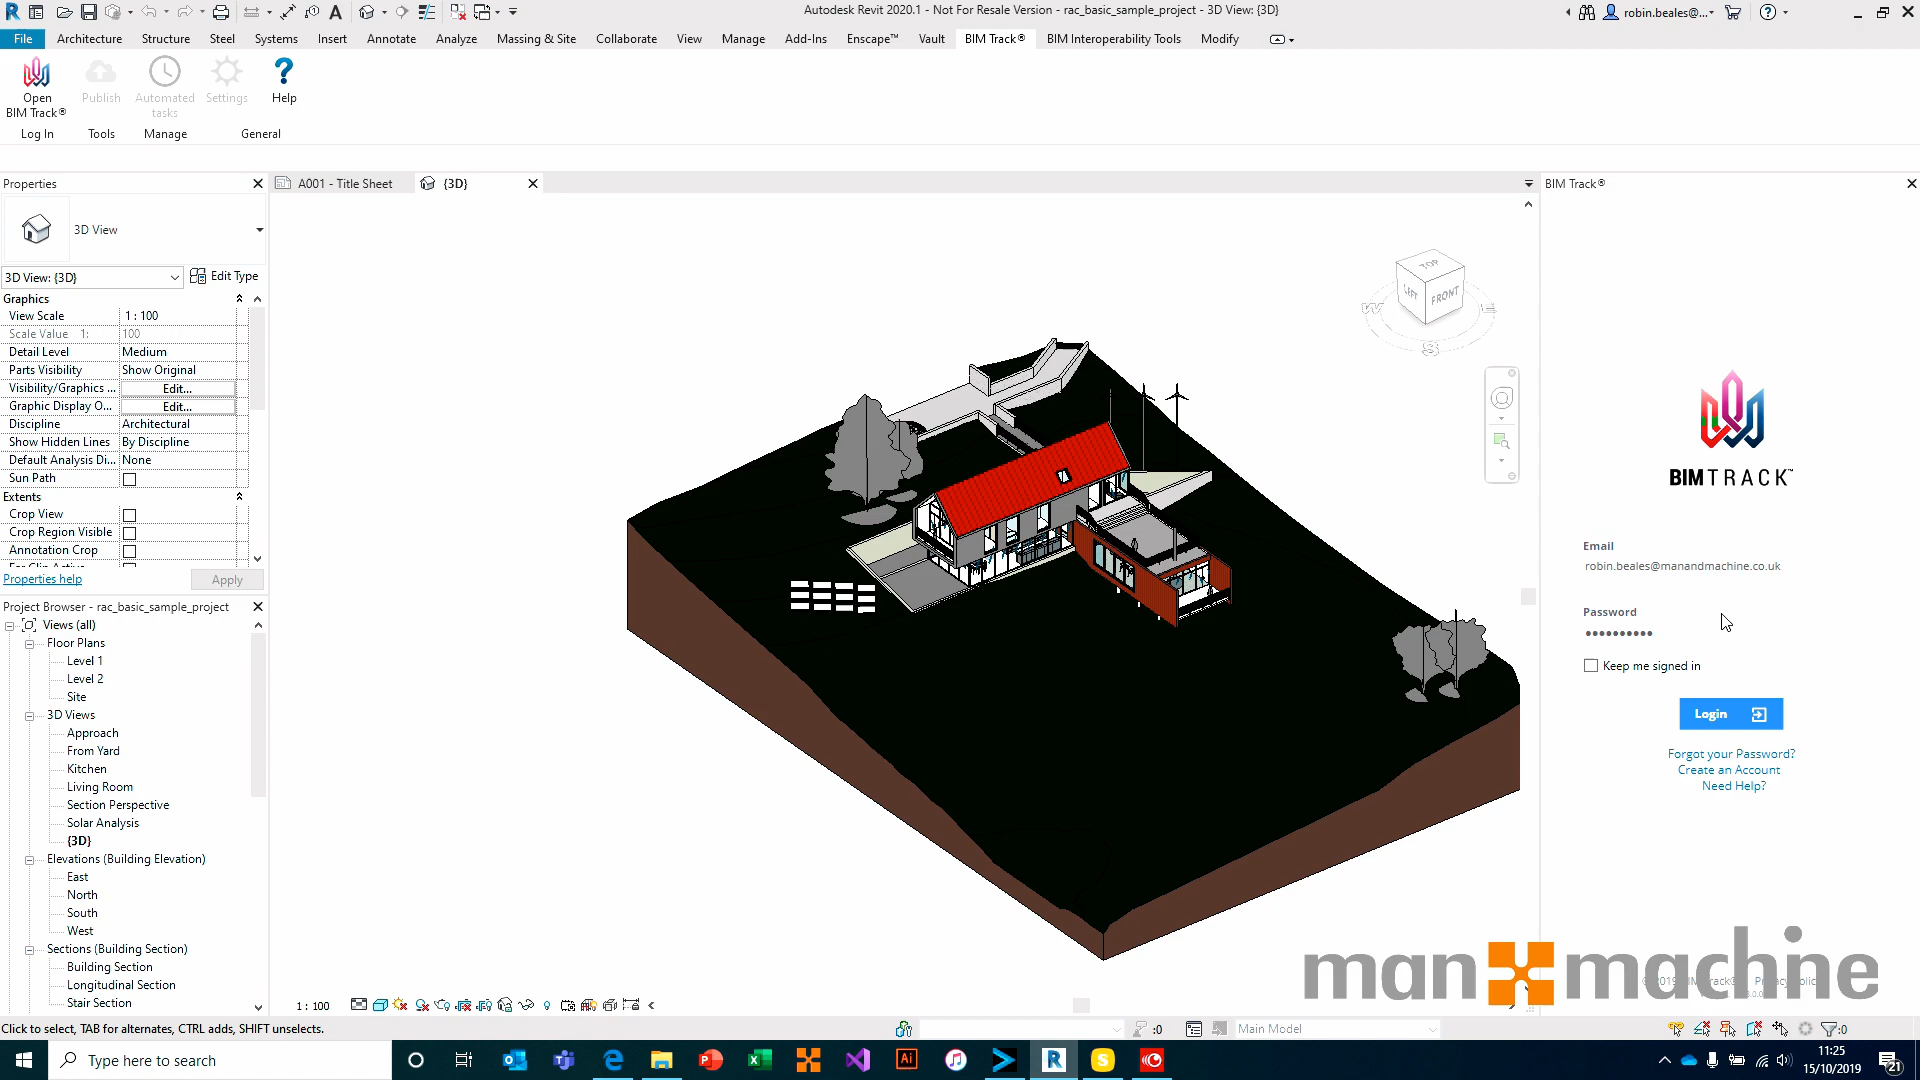 Autodesk Revit 2020.1 - Not For Resale Version - rac_basic_sample_project - 3D View: {3D}
robin.beales@...
File Architecture Structure Steel Systems Insert Annotate Analyze Massing & Site Collaborate View Manage Add-Ins Enscape™ Vault BIM Track® BIM Interoperability Tools Modify
Open BIM Track®
Publish
Automated tasks
Settings
Help
Log In Tools Manage General
Properties
A001 - Title Sheet
{3D}
BIM Track®
3D View
3D View: {3D}
Edit Type
Graphics
View Scale 1 : 100
Scale Value 1: 100
Detail Level Medium
Parts Visibility Show Original
Visibility/Graphics ... Edit...
Graphic Display O... Edit...
Discipline Architectural
Show Hidden Lines By Discipline
Default Analysis Di... None
Sun Path
Extents
Crop View
Crop Region Visible
Annotation Crop
Properties help
Apply
Project Browser - rac_basic_sample_project
Views (all)
Floor Plans
Level 1
Level 2
Site
3D Views
Approach
From Yard
Kitchen
Living Room
Section Perspective
Solar Analysis
{3D}
Elevations (Building Elevation)
East
North
South
West
Sections (Building Section)
Building Section
Longitudinal Section
Stair Section
TOP
LEFT FRONT
W E
S
BIMTRACK™
Email
robin.beales@manandmachine.co.uk
Password
Keep me signed in
Login
Forgot your Password?
Create an Account
Need Help?
man machine
1 : 100
Click to select, TAB for alternates, CTRL adds, SHIFT unselects.
:0
Main Model
:0
Type here to search
11:25
15/10/2019
21